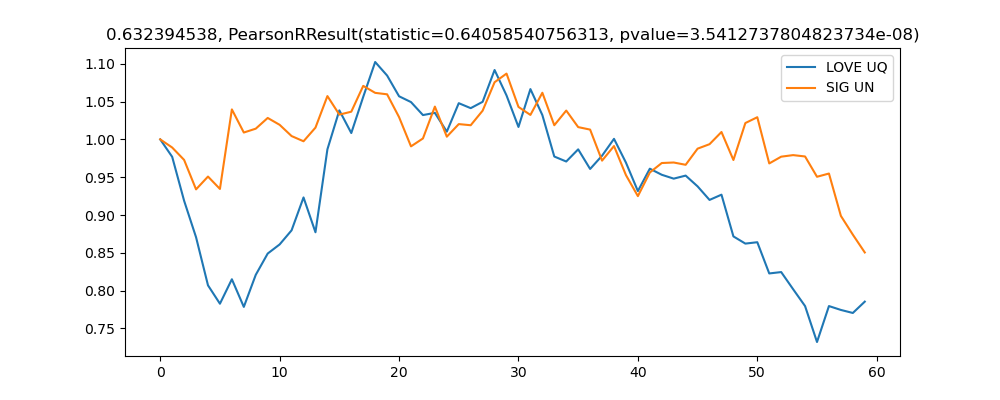 0.632394538, PearsonRResult(statistic=0.64058540756313, pvalue=3.5412737804823734e-08)
LOVE UQ
SIG UN
1.10
1.05
1.00
0.95
0.90
0.85
0.80
0.75
0 10 20 30 40 50 60